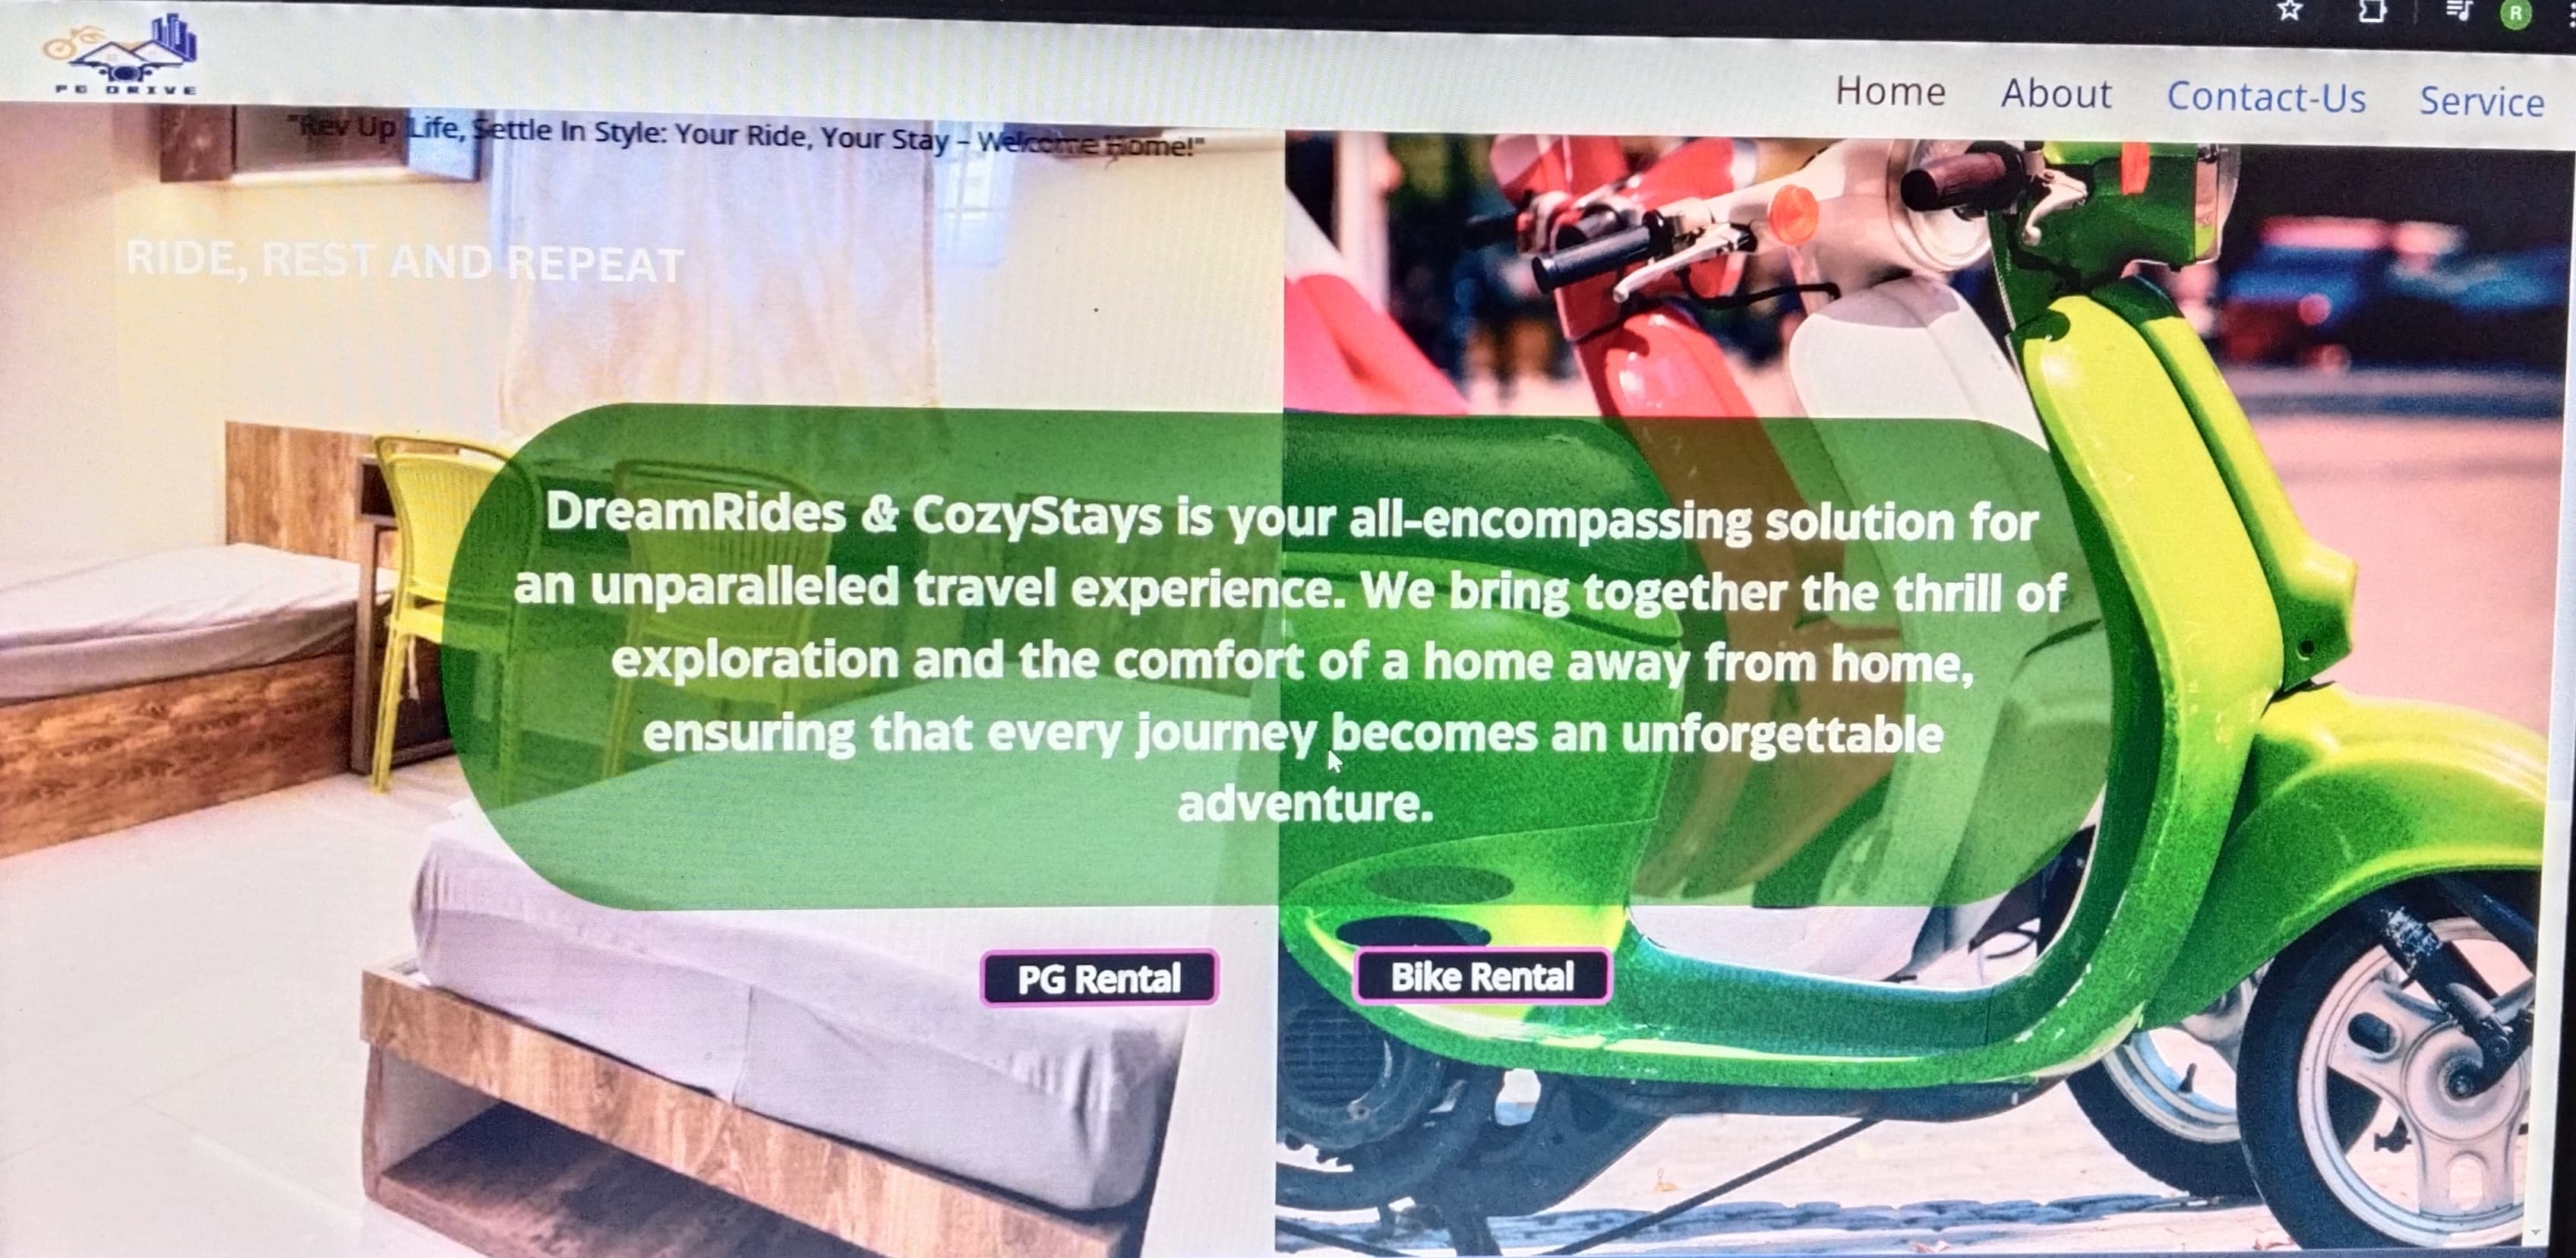 R
PG DRIVE
Home About Contact-Us Service
"Rev Up Life, Settle In Style: Your Ride, Your Stay – Welcome Home!"
RIDE, REST AND REPEAT
DreamRides & CozyStays is your all-encompassing solution for
an unparalleled travel experience. We bring together the thrill of
exploration and the comfort of a home away from home,
ensuring that every journey becomes an unforgettable
adventure.
PG Rental Bike Rental